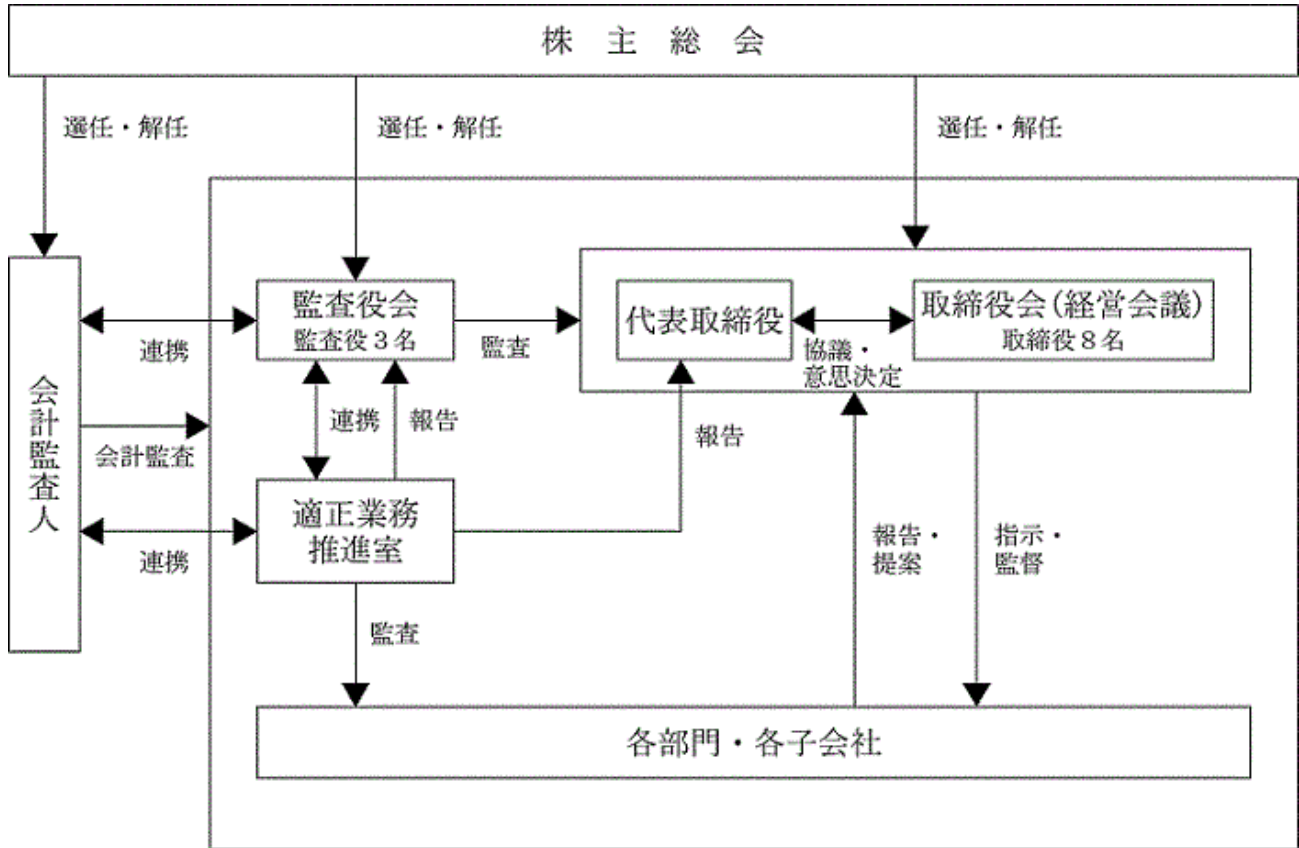 株主総会
選任・解任
選任・解任
選任・解任
監査役会
監査役3名
代表取締役
取締役会(経営会議)
取締役8名
連携
監査
協議・
意思決定
会計監査人
連携
報告
報告
会計監査
適正業務
推進室
連携
報告・
提案
指示・
監督
監査
各部門・各子会社